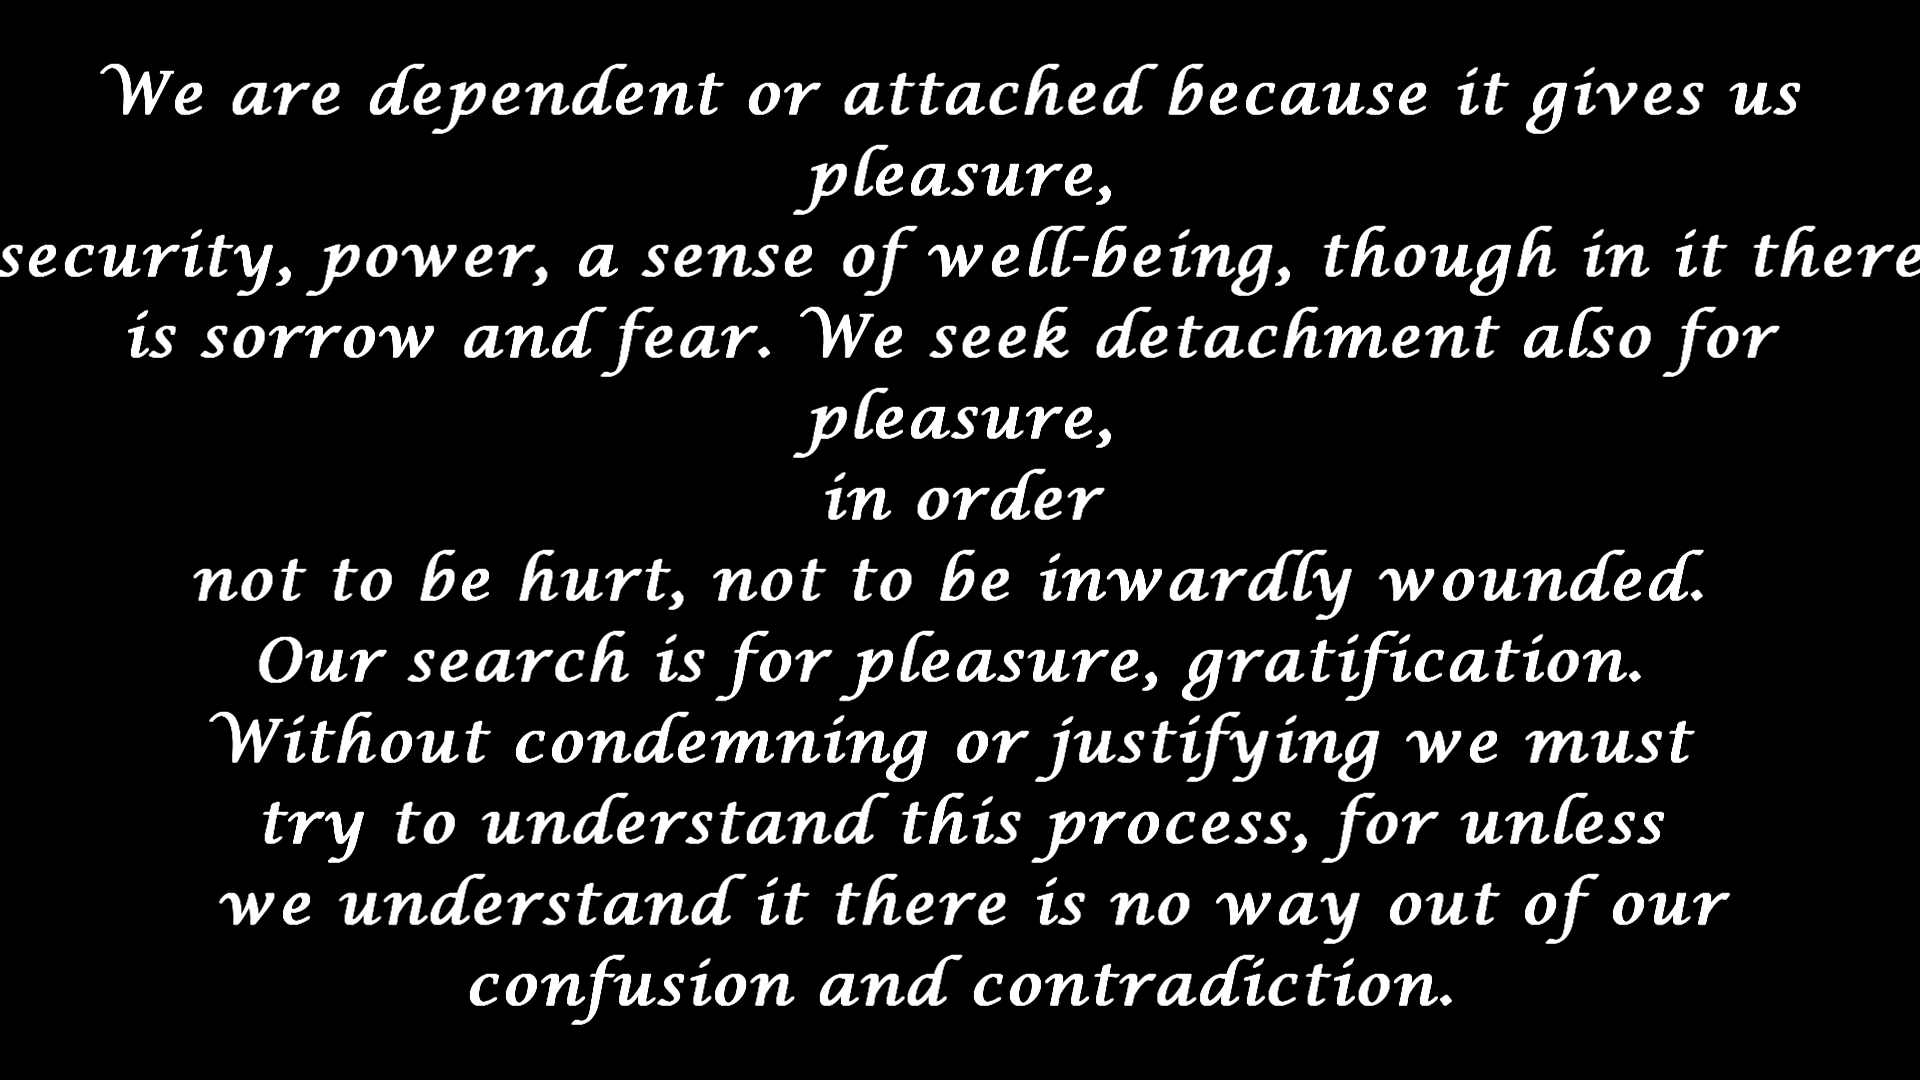 We are dependent or attached because it gives us
pleasure,
security, power, a sense of well-being, though in it there
is sorrow and fear. We seek detachment also for
pleasure,
in order
not to be hurt, not to be inwardly wounded.
Our search is for pleasure, gratification.
Without condemning or justifying we must
try to understand this process, for unless
we understand it there is no way out of our
confusion and contradiction.